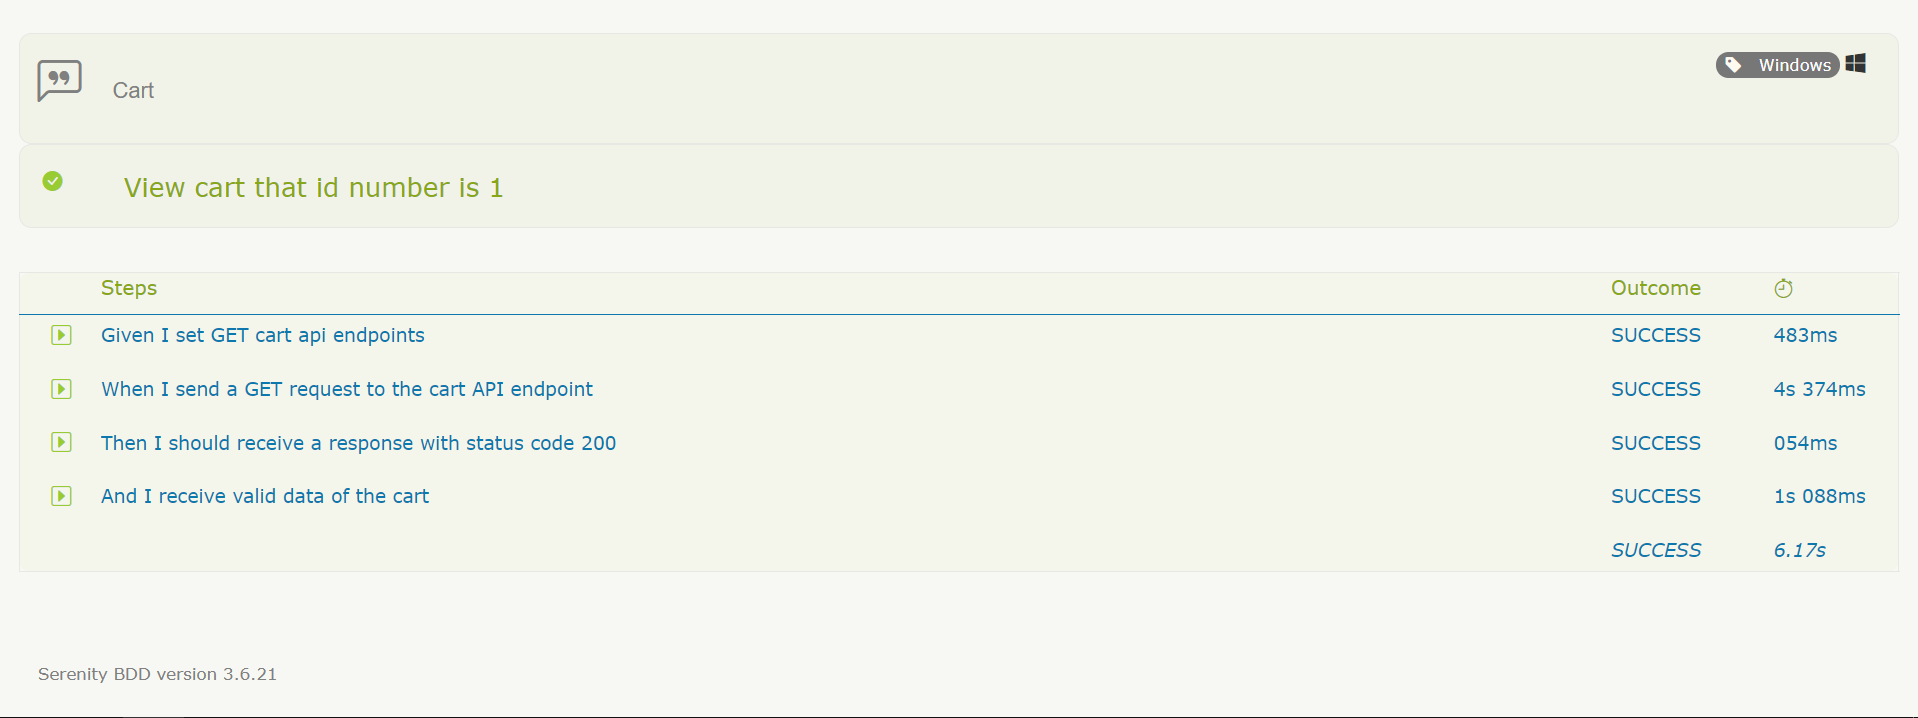 Cart
Windows
View cart that id number is 1
Steps Outcome
Given I set GET cart api endpoints SUCCESS 483ms
When I send a GET request to the cart API endpoint SUCCESS 4s 374ms
Then I should receive a response with status code 200 SUCCESS 054ms
And I receive valid data of the cart SUCCESS 1s 088ms
SUCCESS 6.17s
Serenity BDD version 3.6.21